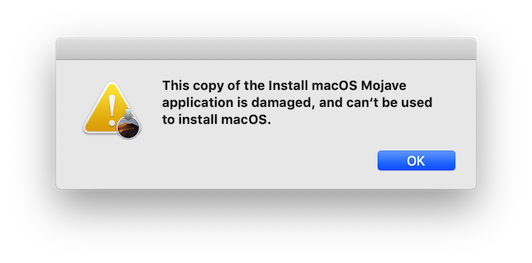 This copy of the Install macOS Mojave
application is damaged, and can’t be used
to install macOS.
OK